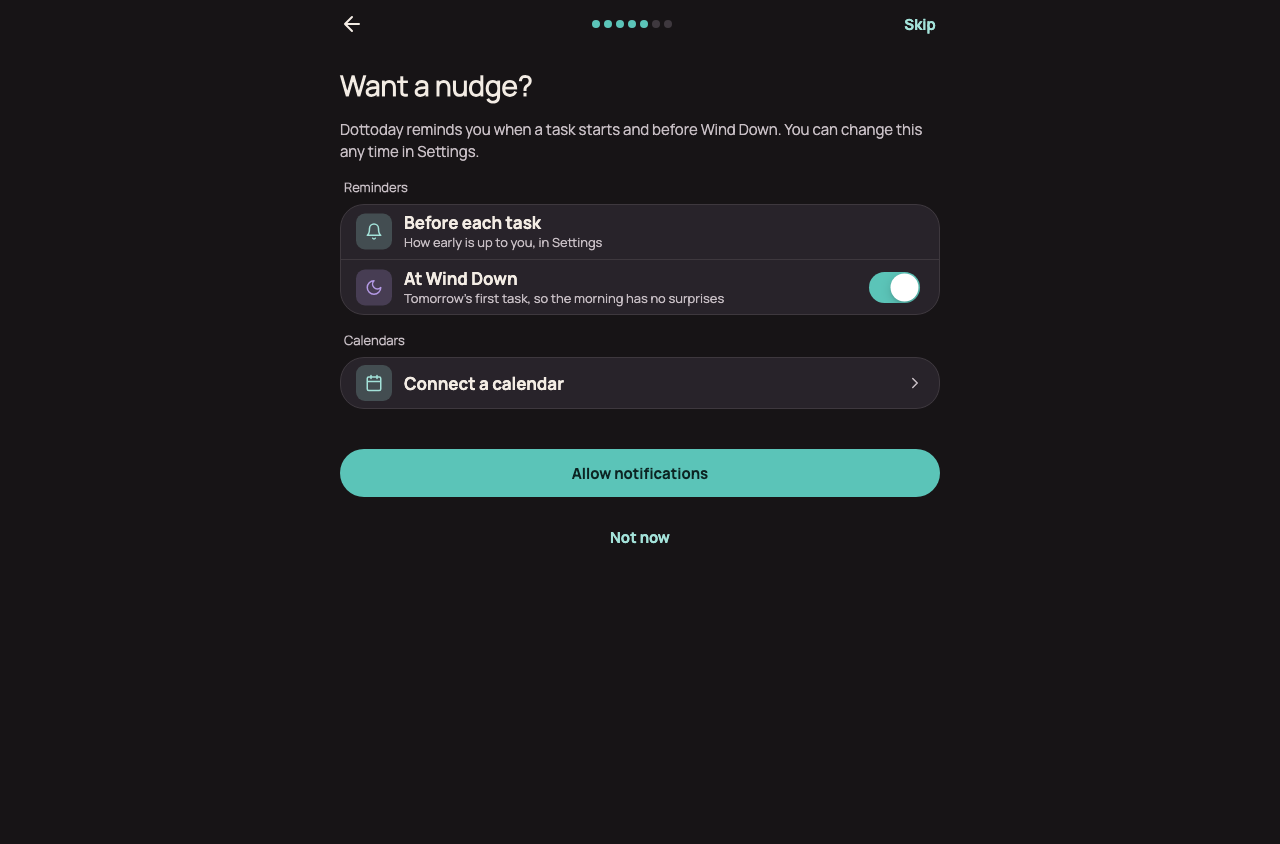 Skip
Want a nudge?
Dottoday reminds you when a task starts and before Wind Down. You can change this
any time in Settings.
Reminders
Before each task
How early is up to you, in Settings
At Wind Down
Tomorrow's first task, so the morning has no surprises
Calendars
Connect a calendar
Allow notifications
Not now